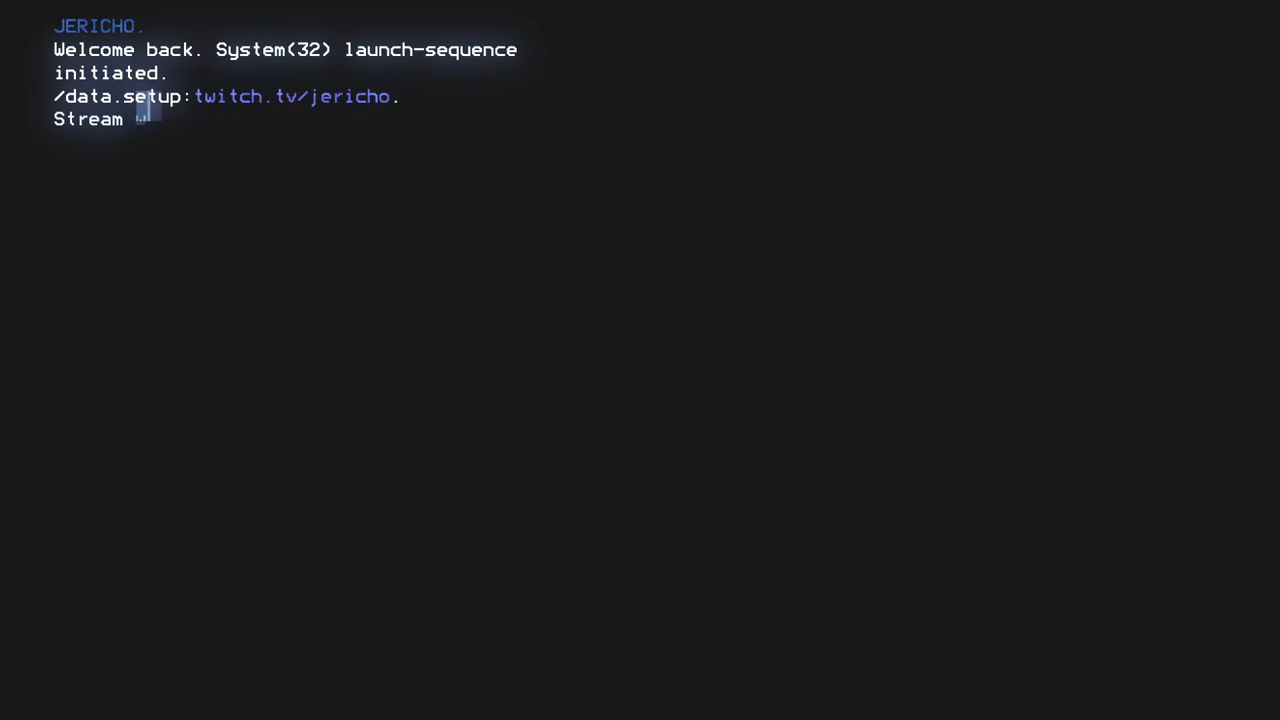 JERICHO.
Welcome back. System(32) launch-sequence
initiated.
/data.setup:twitch.tv/jericho.
Stream w